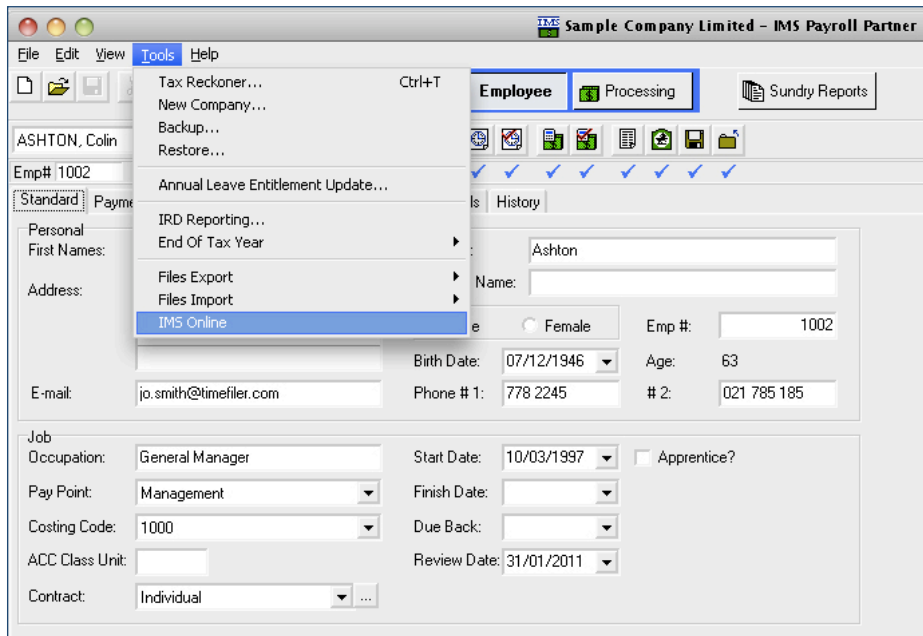 IMS Sample Company Limited - IMS Payroll Partner
File Edit View Tools Help
Tax Reckoner... Ctrl+T
New Company...
Backup...
Restore...
Annual Leave Entitlement Update...
IRD Reporting...
End Of Tax Year
Files Export
Files Import
IMS Online
Employee Processing Sundry Reports
ASHTON, Colin
Emp# 1002
Standard Payme ls History
Personal
First Names: : Ashton
Address: Name:
e Female Emp #: 1002
Birth Date: 07/12/1946 Age: 63
E-mail: jo.smith@timefiler.com Phone # 1: 778 2245 # 2: 021 785 185
Job
Occupation: General Manager Start Date: 10/03/1997 Apprentice?
Pay Point: Management Finish Date:
Costing Code: 1000 Due Back:
ACC Class Unit: Review Date: 31/01/2011
Contract: Individual ...